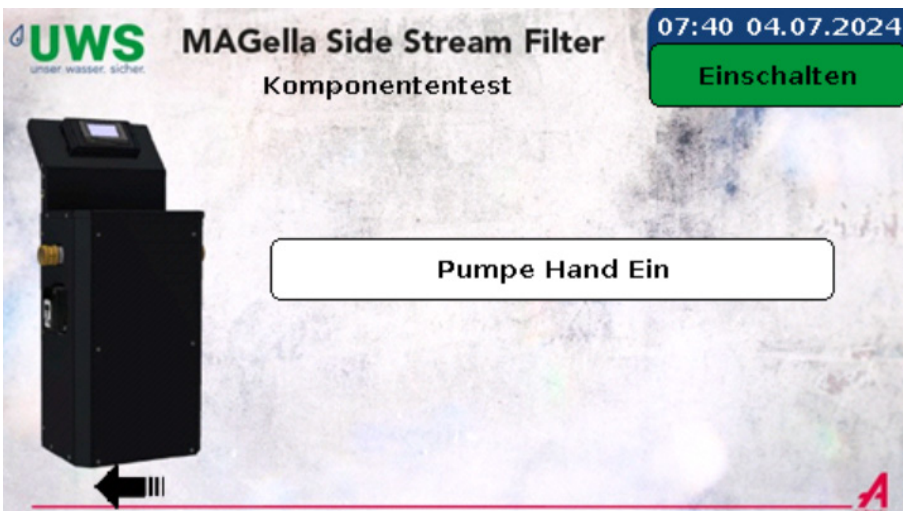 UWS
unser wasser. sicher.
MAGella Side Stream Filter
Komponententest
07:40 04.07.2024
Einschalten
Pumpe Hand Ein